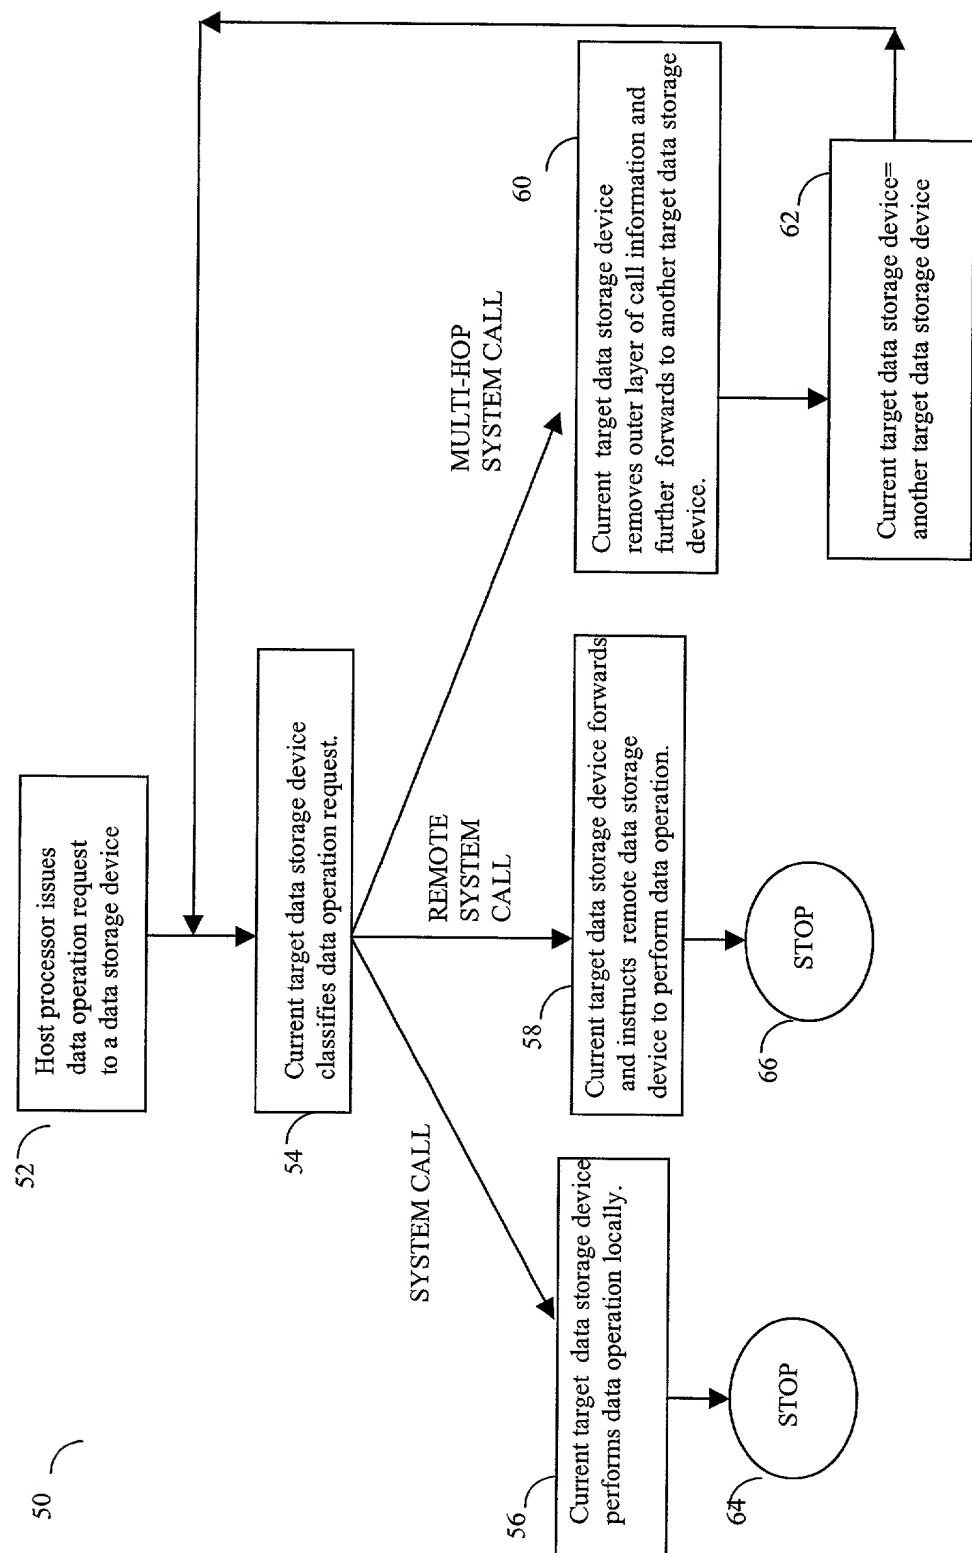 50
52
Host processor issues
data operation request
to a data storage device
54
Current target data storage device
classifies data operation request.
SYSTEM CALL
REMOTE
SYSTEM
CALL
MULTI-HOP
SYSTEM CALL
56
Current target data storage device
performs data operation locally.
58
Current target data storage device forwards
and instructs remote data storage
device to perform data operation.
60
Current target data storage device
removes outer layer of call information and
further forwards to another target data storage
device.
62
Current target data storage device=
another target data storage device
64
STOP
66
STOP